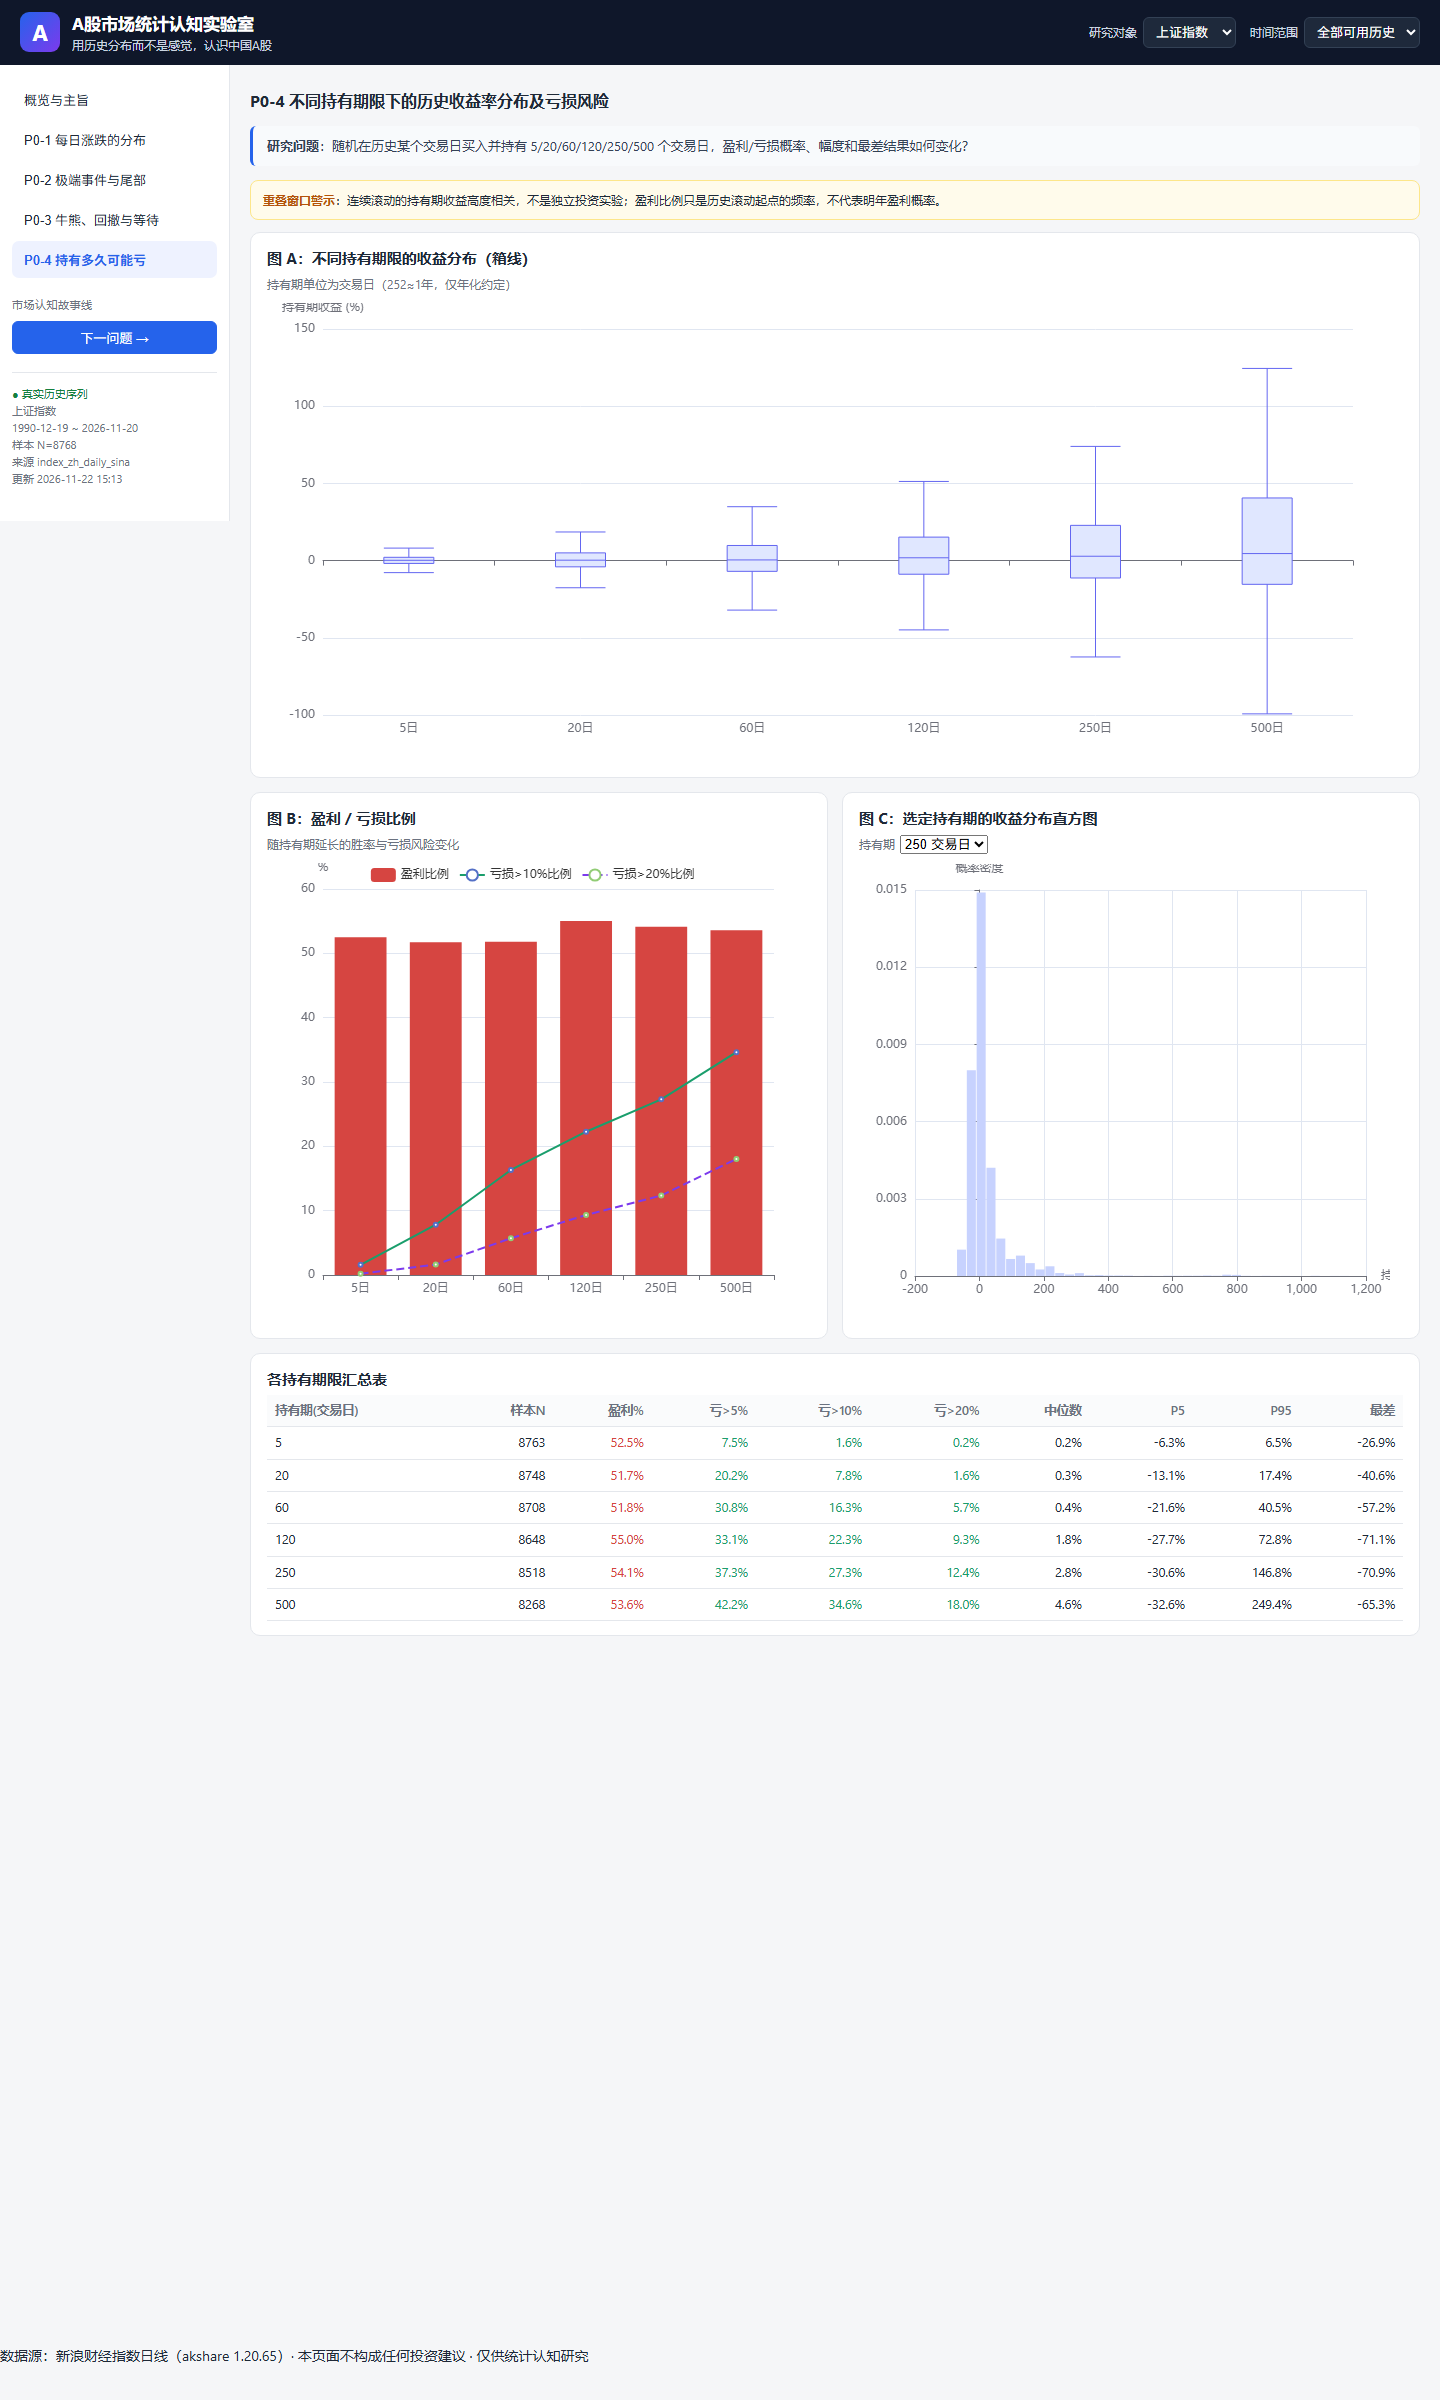 A
A股市场统计认知实验室
用历史分布而不是感觉，认识中国A股
研究对象 上证指数 时间范围 全部可用历史
概览与主旨
P0-1 每日涨跌的分布
P0-2 极端事件与尾部
P0-3 牛熊、回撤与等待
P0-4 持有多久可能亏
市场认知故事线
下一问题 →
● 真实历史序列
上证指数
1990-12-19 ~ 2026-11-20
样本 N=8768
来源 index_zh_daily_sina
更新 2026-11-22 15:13
P0-4 不同持有期限下的历史收益率分布及亏损风险
研究问题：随机在历史某个交易日买入并持有 5/20/60/120/250/500 个交易日，盈利/亏损概率、幅度和最差结果如何变化？
重叠窗口警示：连续滚动的持有期收益高度相关，不是独立投资实验；盈利比例只是历史滚动起点的频率，不代表明年盈利概率。
图 A：不同持有期限的收益分布（箱线）
持有期单位为交易日（252≈1年，仅年化约定）
持有期收益 (%)
150
100
50
0
-50
-100
5日 20日 60日 120日 250日 500日
图 B：盈利 / 亏损比例
随持有期延长的胜率与亏损风险变化
%
盈利比例 亏损>10%比例 亏损>20%比例
60
50
40
30
20
10
0
5日 20日 60日 120日 250日 500日
图 C：选定持有期的收益分布直方图
持有期 250 交易日
概率密度
0.015
0.012
0.009
0.006
0.003
0
-200 0 200 400 600 800 1,000 1,200
各持有期限汇总表
持有期(交易日) 样本N 盈利% 亏>5% 亏>10% 亏>20% 中位数 P5 P95 最差
5 8763 52.5% 7.5% 1.6% 0.2% 0.2% -6.3% 6.5% -26.9%
20 8748 51.7% 20.2% 7.8% 1.6% 0.3% -13.1% 17.4% -40.6%
60 8708 51.8% 30.8% 16.3% 5.7% 0.4% -21.6% 40.5% -57.2%
120 8648 55.0% 33.1% 22.3% 9.3% 1.8% -27.7% 72.8% -71.1%
250 8518 54.1% 37.3% 27.3% 12.4% 2.8% -30.6% 146.8% -70.9%
500 8268 53.6% 42.2% 34.6% 18.0% 4.6% -32.6% 249.4% -65.3%
数据源：新浪财经指数日线（akshare 1.20.65）· 本页面不构成任何投资建议 · 仅供统计认知研究